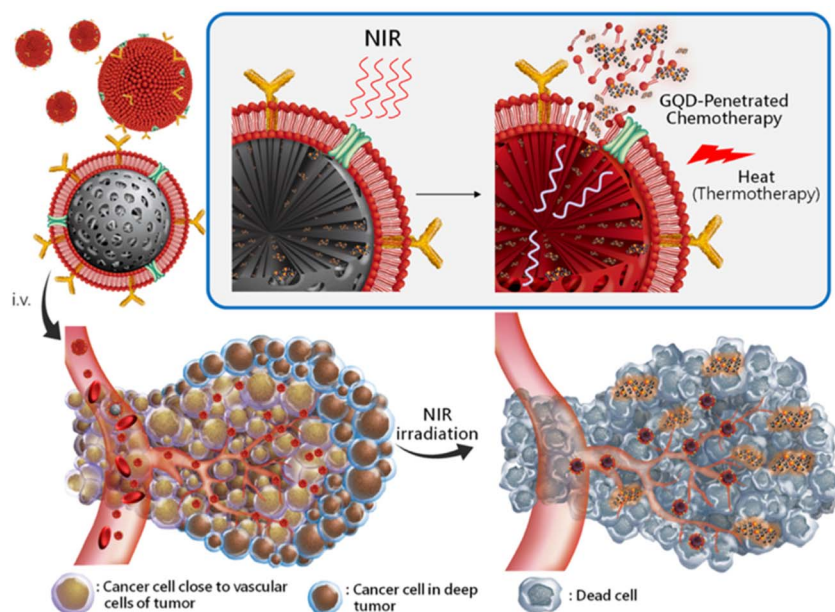 NIR
GQD-Penetrated
Chemotherapy
Heat
(Thermotherapy)
i.v.
NIR
irradiation
: Cancer cell close to vascular
cells of tumor
: Cancer cell in deep
tumor
: Dead cell